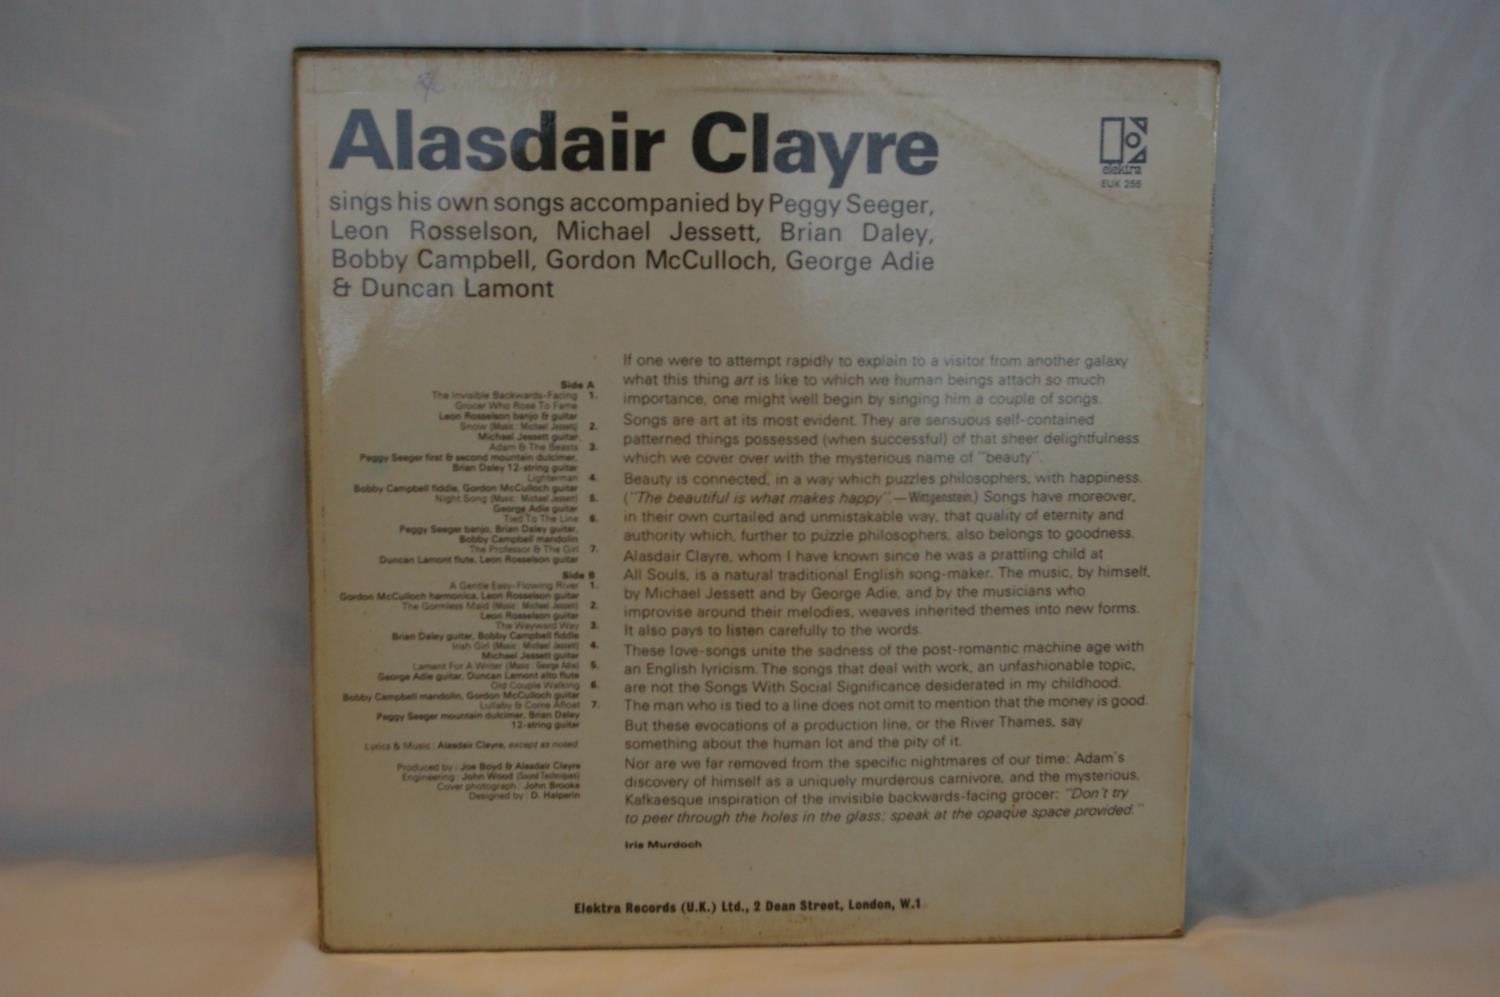 Alasdair Clayre
elektra
EUK 255
sings his own songs accompanied by Peggy Seeger,
Leon Rosselson, Michael Jessett, Brian Daley,
Bobby Campbell, Gordon McCulloch, George Adie
& Duncan Lamont
Side A
The Invisible Backwards-Facing 1.
Grocer Who Rose To Fame
Leon Rosselson banjo & guitar
Snow (Music: Michael Jessett) 2.
Michael Jessett guitar,
Adam & The Beasts 3.
Peggy Seeger first & second mountain dulcimer,
Brian Daley 12-string guitar
Lighterman 4.
Bobby Campbell fiddle, Gordon McCulloch guitar
Night Song (Music: Michael Jessett) 5.
George Adie guitar
Tied To The Line 6.
Peggy Seeger banjo, Brian Daley guitar,
Bobby Campbell mandolin
The Professor & The Girl 7.
Duncan Lamont flute, Leon Rosselson guitar
Side B
A Gentle Easy-Flowing River 1.
Gordon McCulloch harmonica, Leon Rosselson guitar
The Gormless Maid (Music: Michael Jessett) 2.
Leon Rosselson guitar
The Wayward Way 3.
Brian Daley guitar, Bobby Campbell fiddle
Irish Girl (Music: Michael Jessett) 4.
Michael Jessett guitar
Lament For A Writer (Music: George Adie) 5.
George Adie guitar, Duncan Lamont alto flute
Old Couple Walking 6.
Bobby Campbell mandolin, Gordon McCulloch guitar
Lullaby & Come Afloat 7.
Peggy Seeger mountain dulcimer, Brian Daley
12-string guitar
Lyrics & Music: Alasdair Clayre, except as noted.
Produced by: Joe Boyd & Alasdair Clayre
Engineering: John Wood (Sound Techniques)
Cover photograph: John Brooke
Designed by: D. Halperin
If one were to attempt rapidly to explain to a visitor from another galaxy
what this thing art is like to which we human beings attach so much
importance, one might well begin by singing him a couple of songs.
Songs are art at its most evident. They are sensuous self-contained
patterned things possessed (when successful) of that sheer delightfulness
which we cover over with the mysterious name of "beauty".
Beauty is connected, in a way which puzzles philosophers, with happiness.
("The beautiful is what makes happy".—Wittgenstein.) Songs have moreover,
in their own curtailed and unmistakable way, that quality of eternity and
authority which, further to puzzle philosophers, also belongs to goodness.
Alasdair Clayre, whom I have known since he was a prattling child at
All Souls, is a natural traditional English song-maker. The music, by himself,
by Michael Jessett and by George Adie, and by the musicians who
improvise around their melodies, weaves inherited themes into new forms.
It also pays to listen carefully to the words.
These love-songs unite the sadness of the post-romantic machine age with
an English lyricism. The songs that deal with work, an unfashionable topic,
are not the Songs With Social Significance desiderated in my childhood.
The man who is tied to a line does not omit to mention that the money is good.
But these evocations of a production line, or the River Thames, say
something about the human lot and the pity of it.
Nor are we far removed from the specific nightmares of our time: Adam's
discovery of himself as a uniquely murderous carnivore, and the mysterious,
Kafkaesque inspiration of the invisible backwards-facing grocer: "Don't try
to peer through the holes in the glass; speak at the opaque space provided."
Iris Murdoch
Elektra Records (U.K.) Ltd., 2 Dean Street, London, W.1